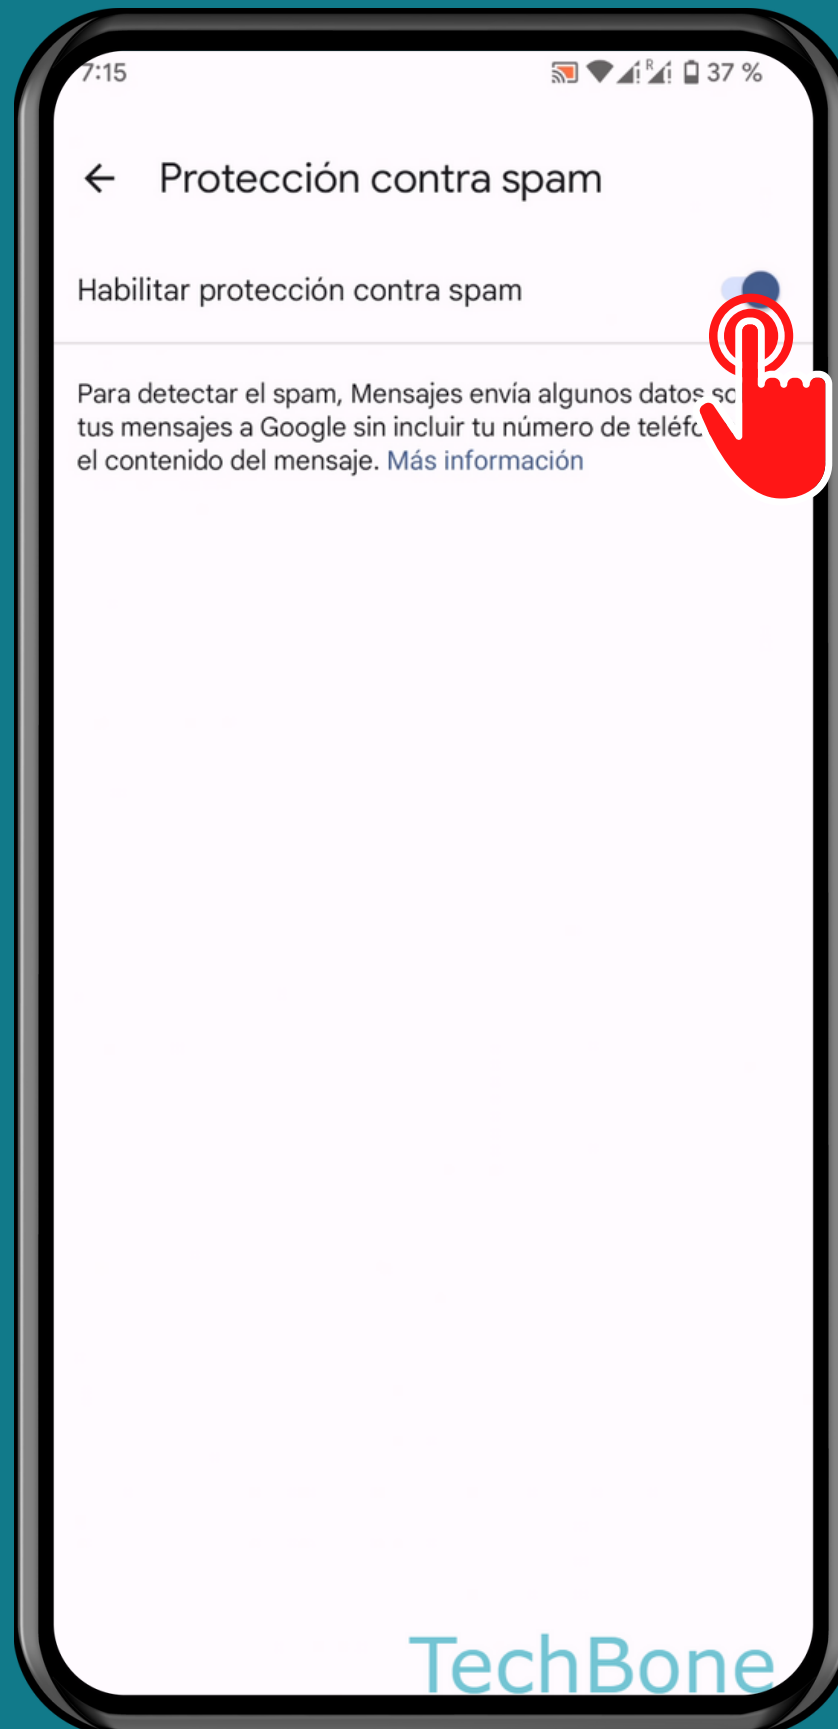 7:15 R 37 %
Protección contra spam
Habilitar protección contra spam
Para detectar el spam, Mensajes envía algunos datos
tus mensajes a Google sin incluir tu número de
el contenido del mensaje. Más información
TechBone